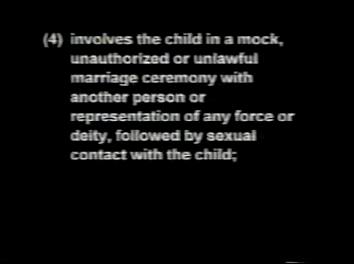 (4) involves the child in a mock,
unauthorized or unlawful
marriage ceremony with
another person or
representation of any force or
deity, followed by sexual
contact with the child;